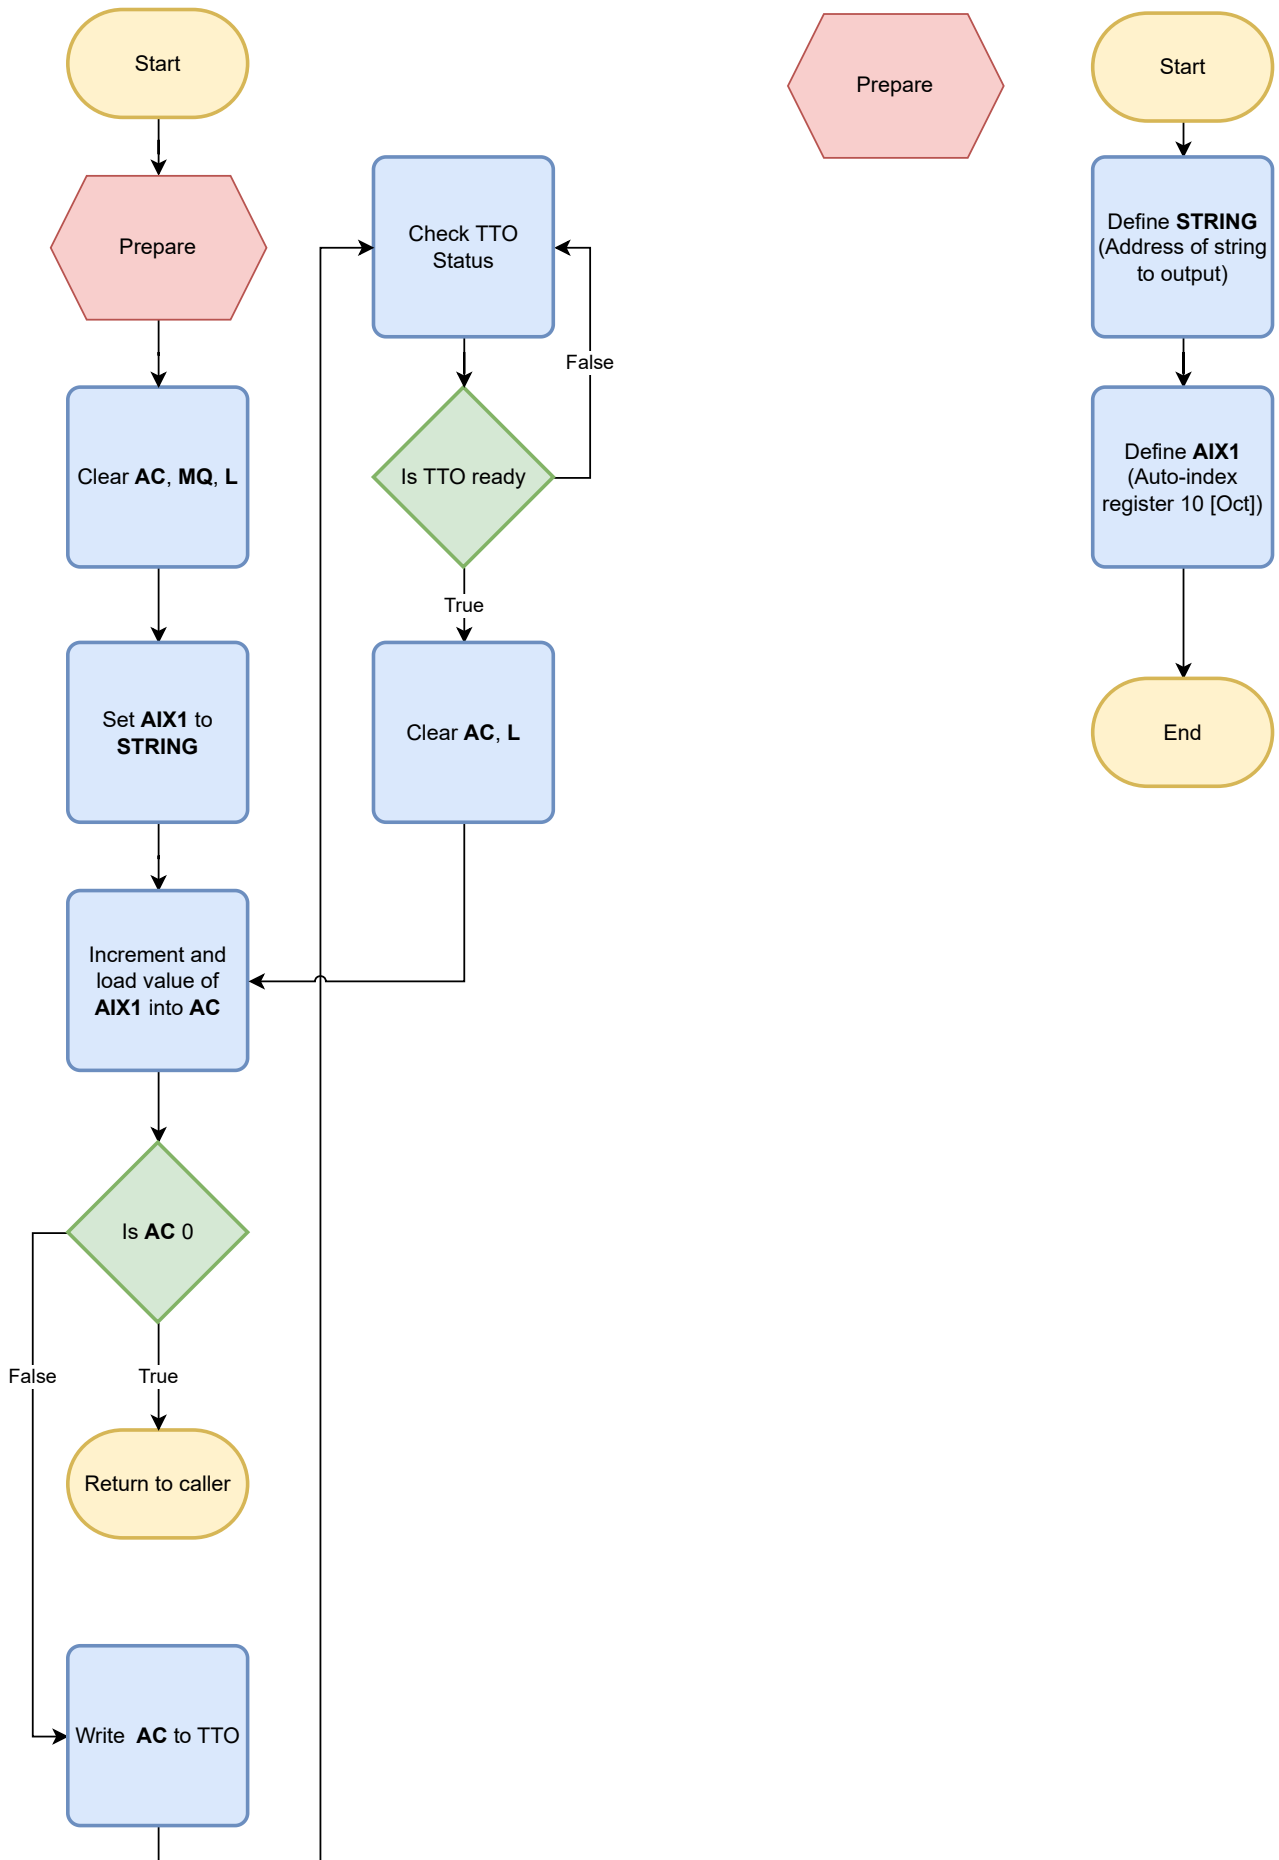 Start
Prepare
Clear AC, MQ, L
Set AIX1 to
STRING
Increment and
load value of
AIX1 into AC
Is AC 0
False
True
Return to caller
Write  AC to TTO
Check TTO
Status
False
Is TTO ready
True
Clear AC, L
Prepare
Start
Define STRING
(Address of string
to output)
Define AIX1
(Auto-index
register 10 [Oct])
End